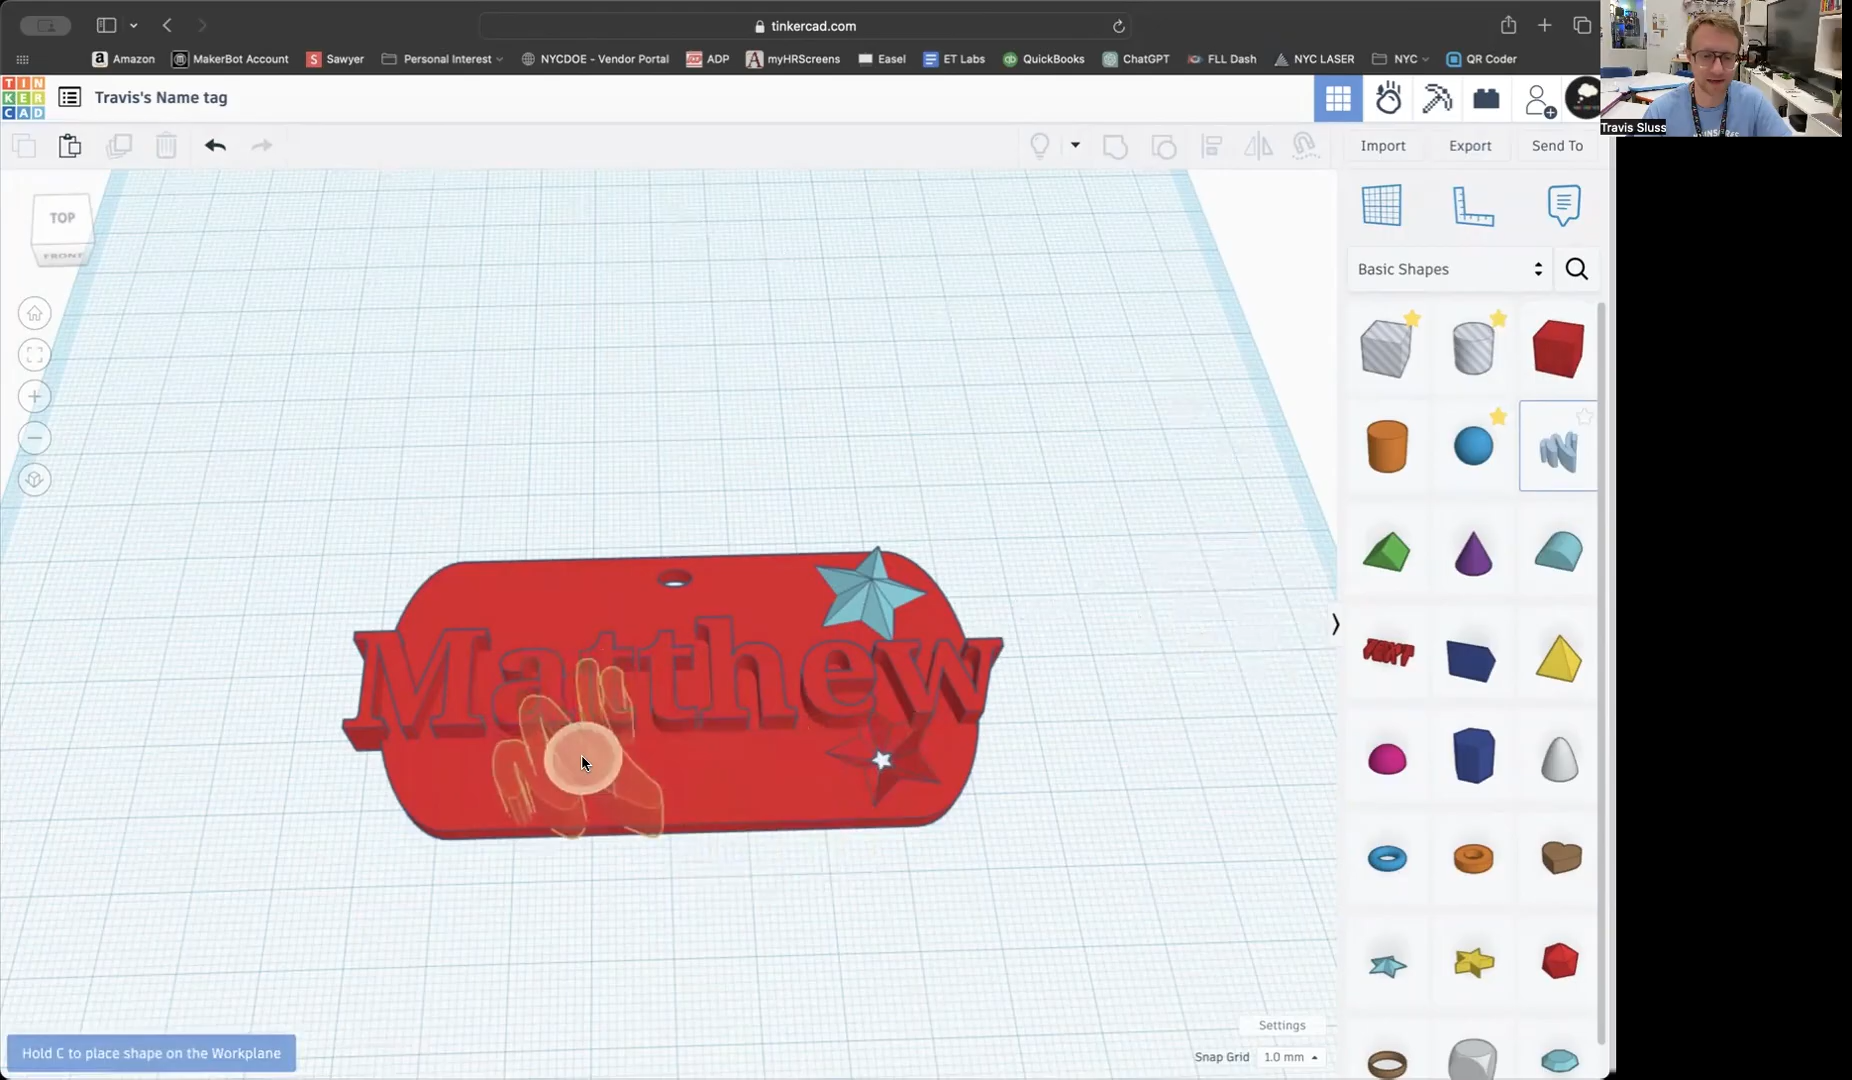 tinkercad.com
Amazon
MakerBot Account
Sawyer
Personal Interest
NYCDOE - Vendor Portal
ADP
myHRScreens
Easel
ET Labs
QuickBooks
ChatGPT
FLL Dash
NYC LASER
NYC
QR Coder
TIN
KER
CAD
Travis's Name tag
Travis Sluss
Import
Export
Send To
TOP
FRONT
Basic Shapes
Matthew
TEXT
Settings
Hold C to place shape on the Workplane
Snap Grid 1.0 mm